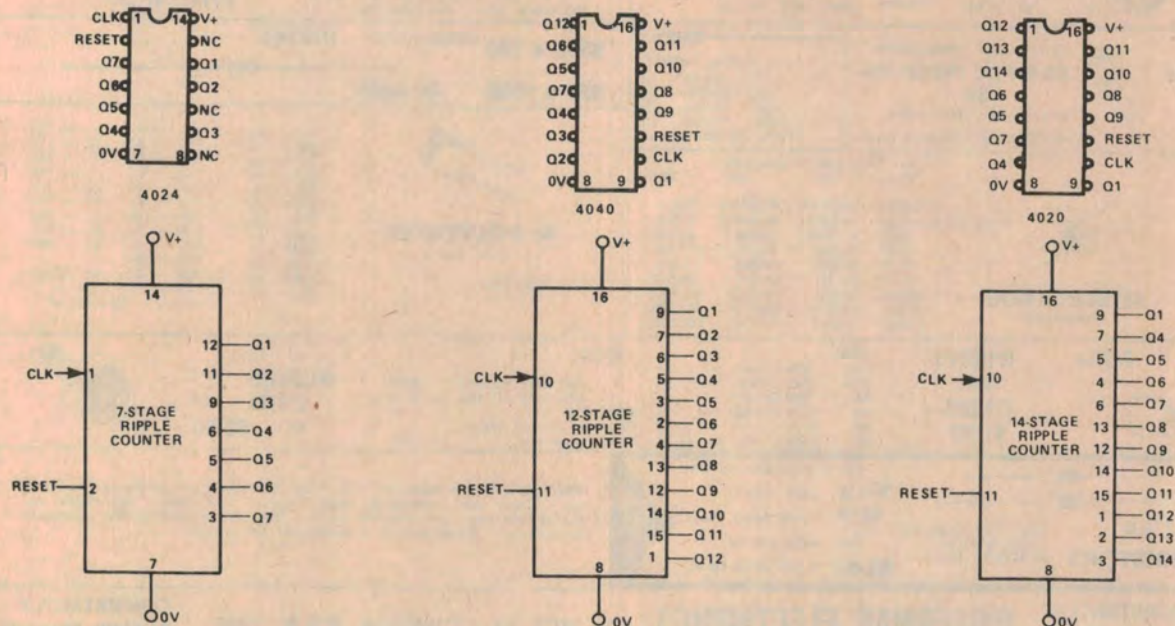 CLK 1 14 V+
RESET NC
Q7 Q1
Q6 Q2
Q5 NC
Q4 Q3
0V 7 8 NC
4024
Q12 1 16 V+
Q6 Q11
Q5 Q10
Q7 Q8
Q4 Q9
Q3 RESET
Q2 CLK
0V 8 9 Q1
4040
Q12 1 16 V+
Q13 Q11
Q14 Q10
Q6 Q8
Q5 Q9
Q7 RESET
Q4 CLK
0V 8 9 Q1
4020
V+
14
12 Q1
CLK 1 11 Q2
9 Q3
7-STAGE
RIPPLE
COUNTER
6 Q4
5 Q5
RESET 2 4 Q6
3 Q7
7
0V
V+
16
9 Q1
7 Q2
6 Q3
CLK 10 5 Q4
3 Q5
12-STAGE
RIPPLE
COUNTER
2 Q6
4 Q7
13 Q8
RESET 11 12 Q9
14 Q10
15 Q11
1 Q12
8
0V
V+
16
9 Q1
7 Q4
5 Q5
CLK 10 4 Q6
6 Q7
14-STAGE
RIPPLE
COUNTER
13 Q8
12 Q9
14 Q10
RESET 11 15 Q11
1 Q12
2 Q13
3 Q14
8
0V